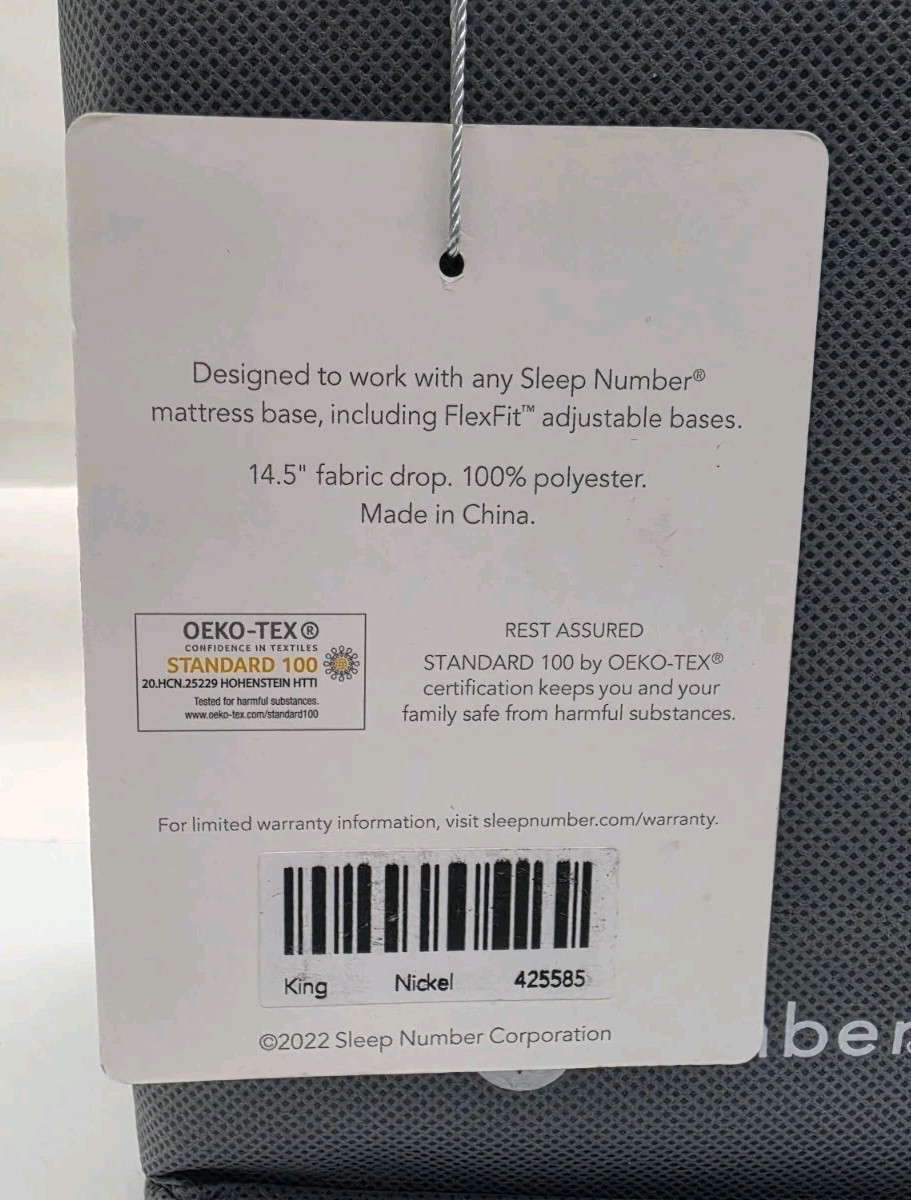 Designed to work with any Sleep Number®
mattress base, including FlexFit™ adjustable bases.
14.5" fabric drop. 100% polyester.
Made in China.
OEKO-TEX®
CONFIDENCE IN TEXTILES
STANDARD 100
20.HCN.25229 HOHENSTEIN HTTI
Tested for harmful substances.
www.oeko-tex.com/standard100
REST ASSURED
STANDARD 100 by OEKO-TEX®
certification keeps you and your
family safe from harmful substances.
For limited warranty information, visit sleepnumber.com/warranty.
King Nickel 425585
©2022 Sleep Number Corporation